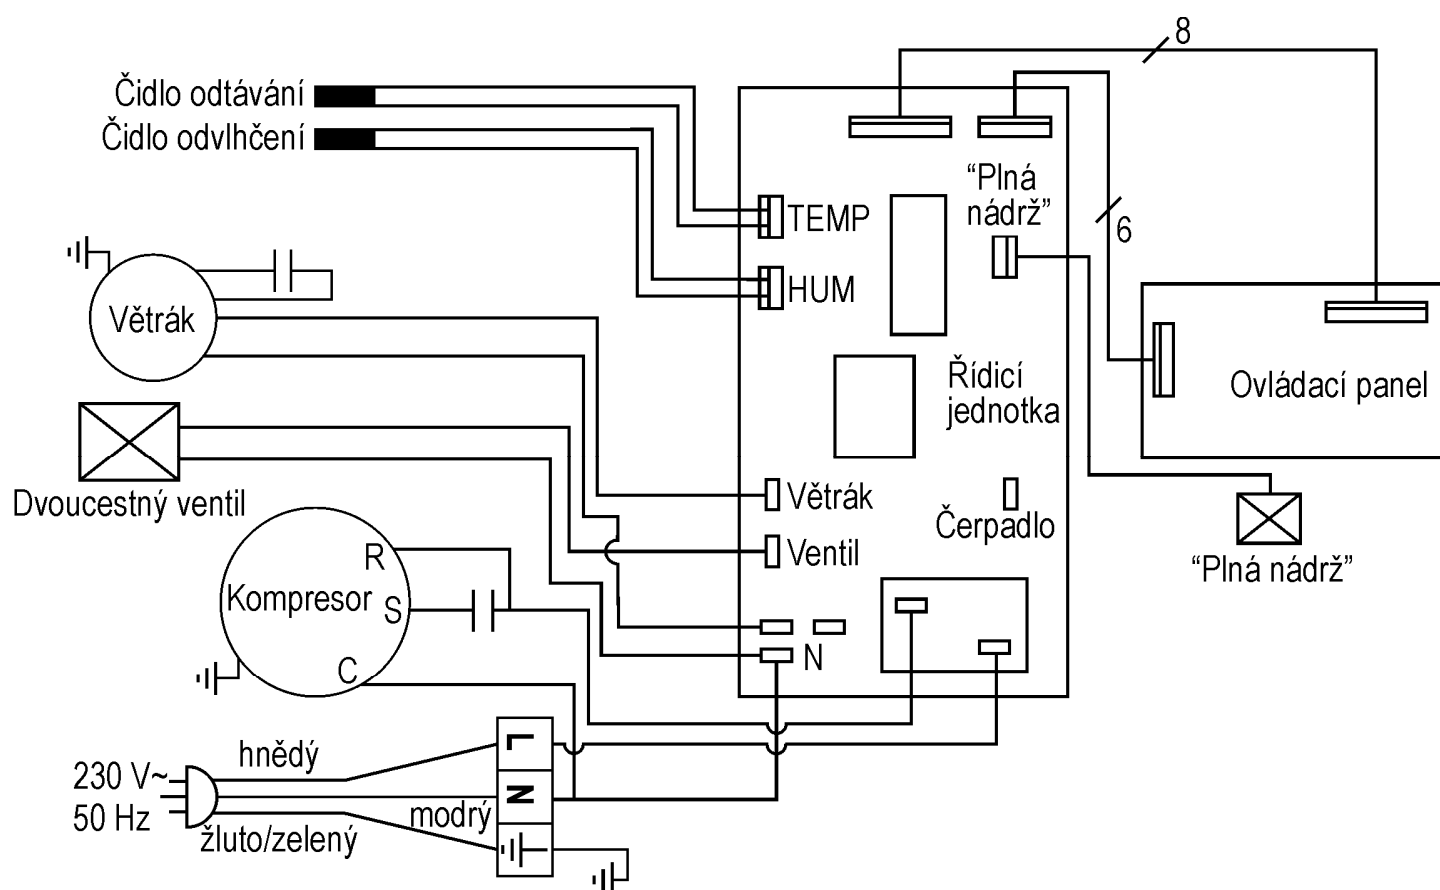 8
Čidlo odtávání
Čidlo odvlhčení
“Plná
nádrž”
TEMP
6
HUM
Větrák
Řídicí
jednotka
Ovládací panel
Dvoucestný ventil
Větrák
Čerpadlo
Ventil
“Plná nádrž”
R
Kompresor
S
C
N
L
hnědý
230 V~
50 Hz
N
modrý
žluto/zelený